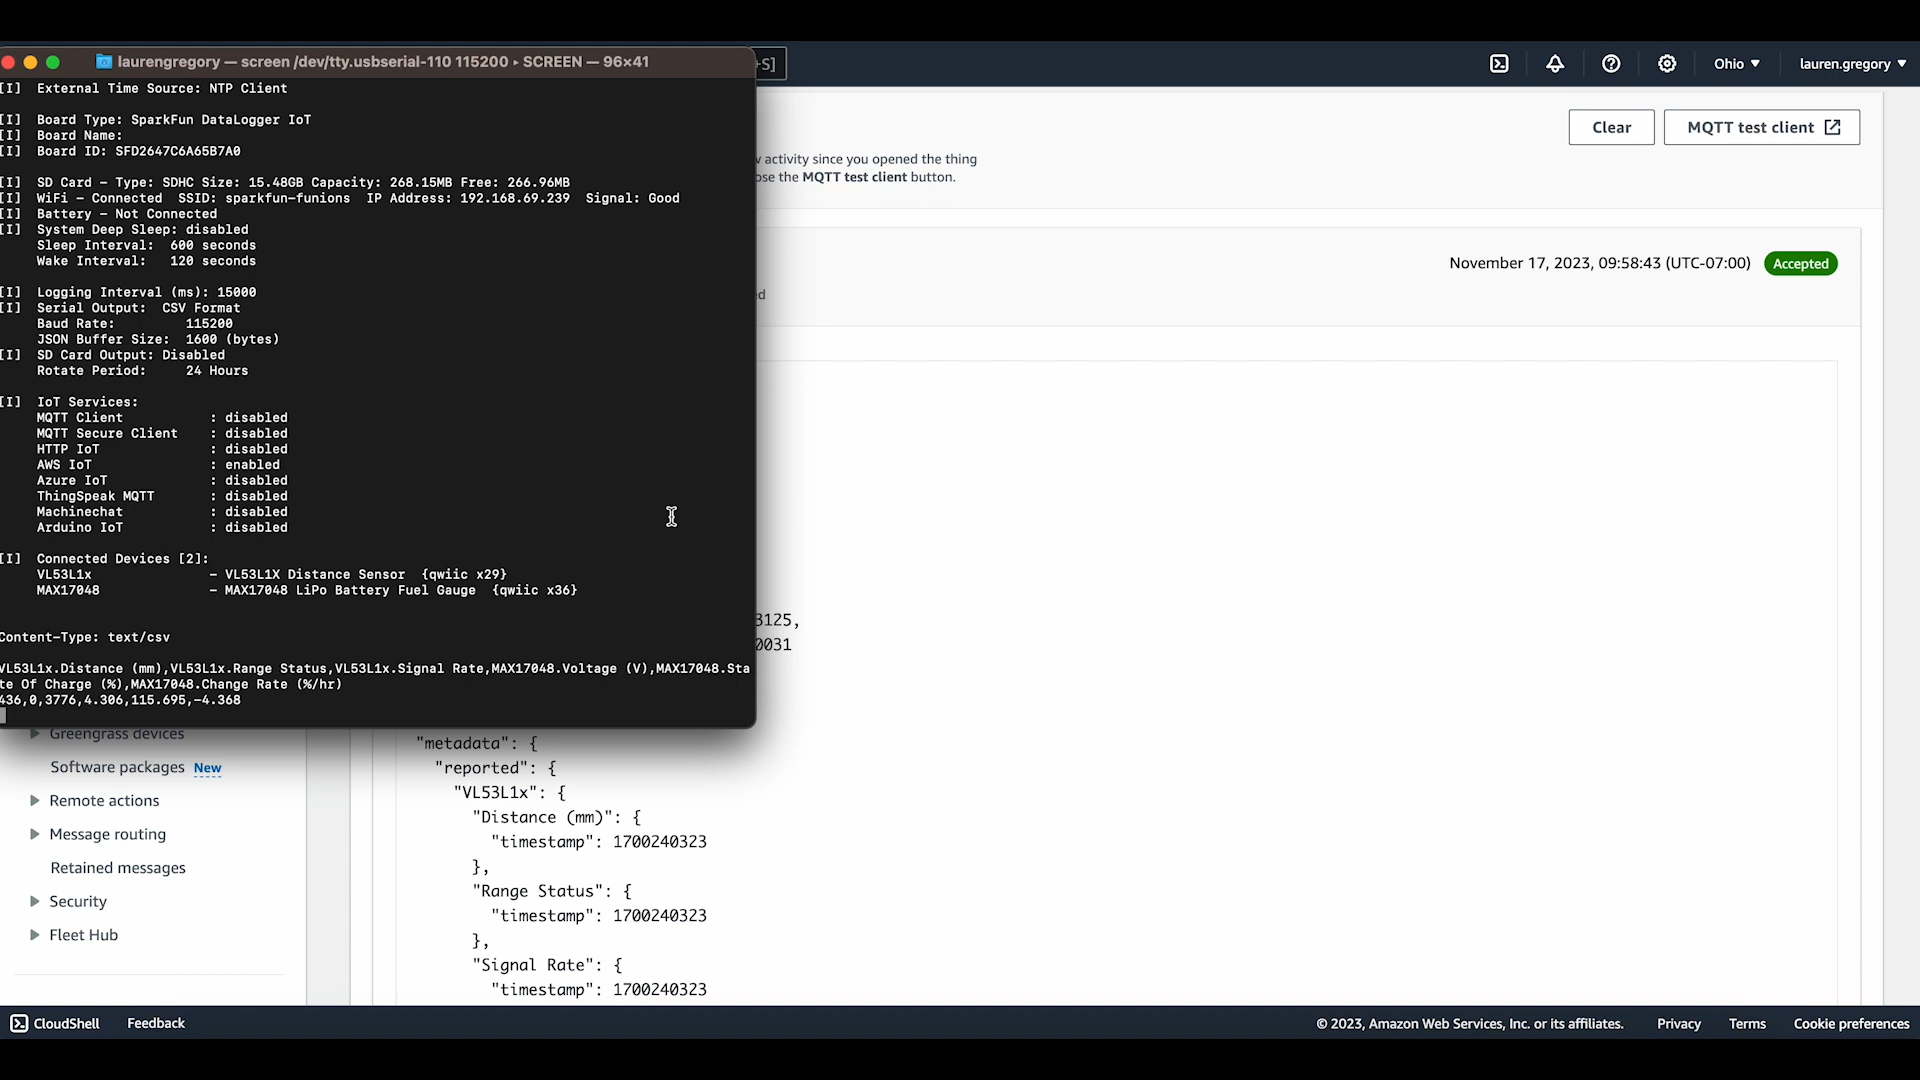 laurengregory — screen /dev/tty.usbserial-110 115200 ▸ SCREEN — 96×41
+S]
Ohio ▼
lauren.gregory ▼
[I] External Time Source: NTP Client
[I] Board Type: SparkFun DataLogger IoT
[I] Board Name:
[I] Board ID: SFD2647C6A65B7A0
[I] SD Card - Type: SDHC Size: 15.48GB Capacity: 268.15MB Free: 266.96MB
[I] WiFi - Connected  SSID: sparkfun-funions  IP Address: 192.168.69.239  Signal: Good
[I] Battery - Not Connected
[I] System Deep Sleep: disabled
Sleep Interval:  600 seconds
Wake Interval:   120 seconds
[I] Logging Interval (ms): 15000
[I] Serial Output:  CSV Format
Baud Rate:         115200
JSON Buffer Size:  1600 (bytes)
[I] SD Card Output: Disabled
Rotate Period:     24 Hours
[I] IoT Services:
MQTT Client           : disabled
MQTT Secure Client    : disabled
HTTP IoT              : disabled
AWS IoT               : enabled
Azure IoT             : disabled
ThingSpeak MQTT       : disabled
Machinechat           : disabled
Arduino IoT           : disabled
[I] Connected Devices [2]:
VL53L1x               - VL53L1X Distance Sensor  {qwiic x29}
MAX17048              - MAX17048 LiPo Battery Fuel Gauge  {qwiic x36}
Content-Type: text/csv
VL53L1x.Distance (mm),VL53L1x.Range Status,VL53L1x.Signal Rate,MAX17048.Voltage (V),MAX17048.Sta
te Of Charge (%),MAX17048.Change Rate (%/hr)
436,0,3776,4.306,115.695,-4.368
Clear
MQTT test client
activity since you opened the thing
ose the MQTT test client button.
November 17, 2023, 09:58:43 (UTC-07:00)
Accepted
ed
3125,
0031
"metadata": {
"reported": {
"VL53L1x": {
"Distance (mm)": {
"timestamp": 1700240323
},
"Range Status": {
"timestamp": 1700240323
},
"Signal Rate": {
"timestamp": 1700240323
Greengrass devices
Software packages New
Remote actions
Message routing
Retained messages
Security
Fleet Hub
CloudShell
Feedback
© 2023, Amazon Web Services, Inc. or its affiliates.
Privacy
Terms
Cookie preferences